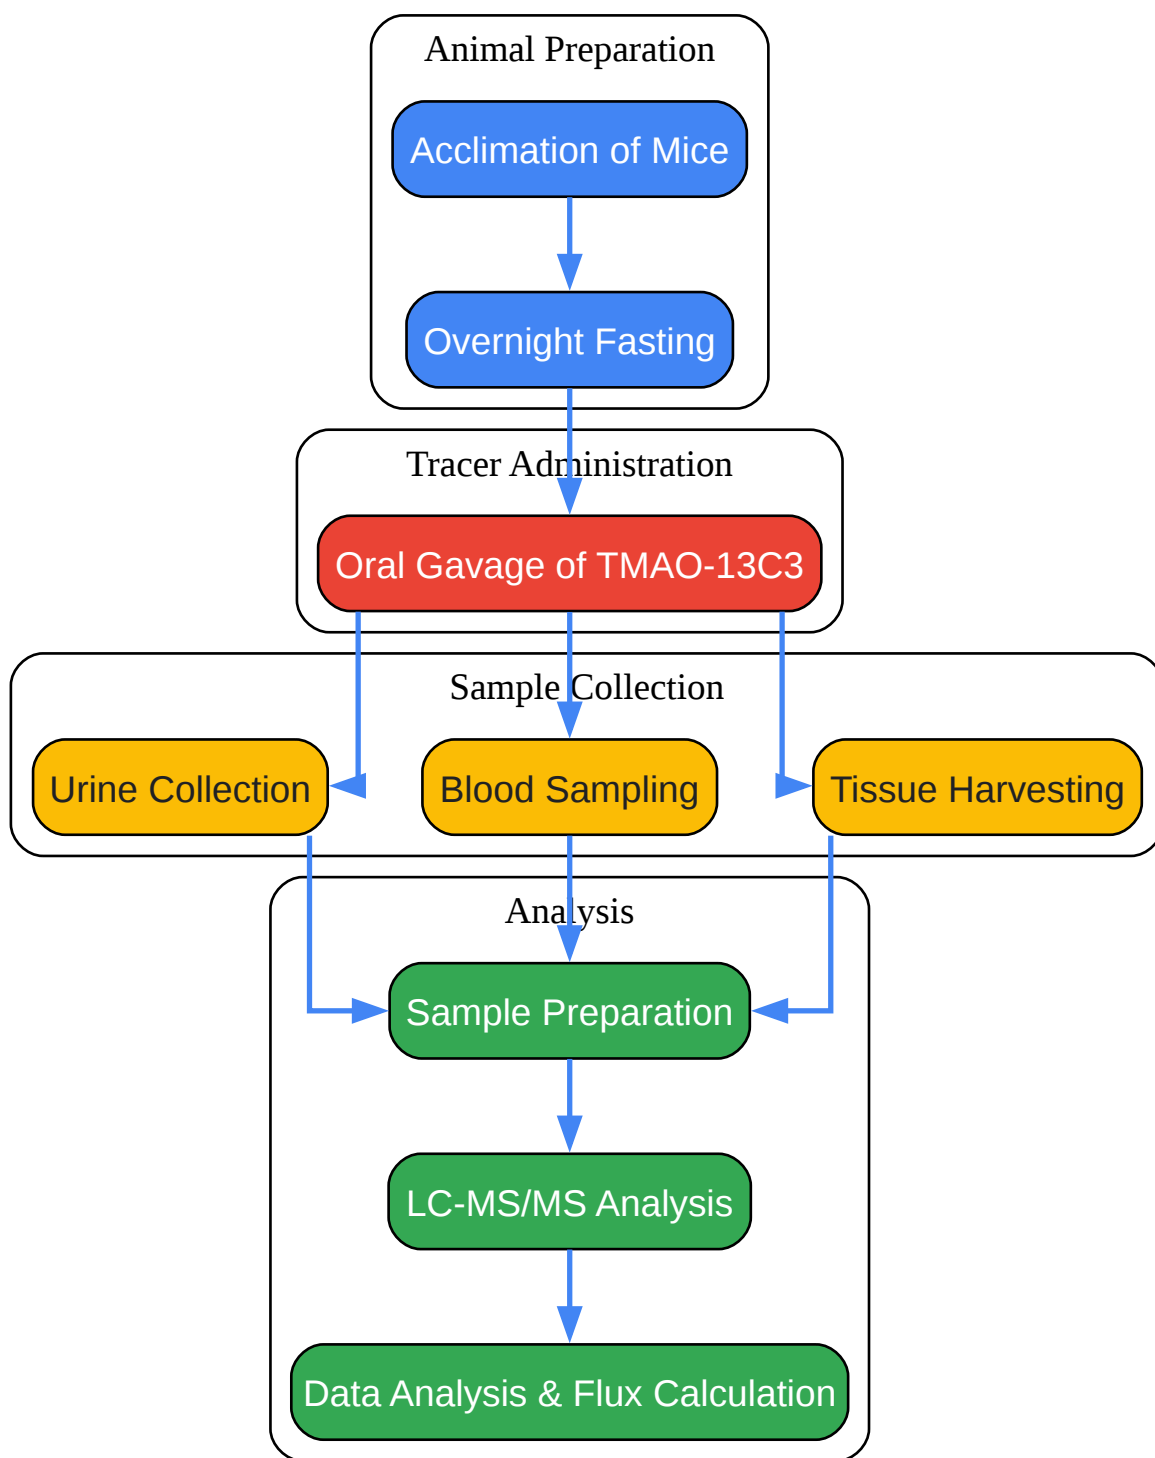 Animal Preparation
Acclimation of Mice
Overnight Fasting
Tracer Administration
Oral Gavage of TMAO-13C3
Sample Collection
Urine Collection
Blood Sampling
Tissue Harvesting
Analysis
Sample Preparation
LC-MS/MS Analysis
Data Analysis & Flux Calculation